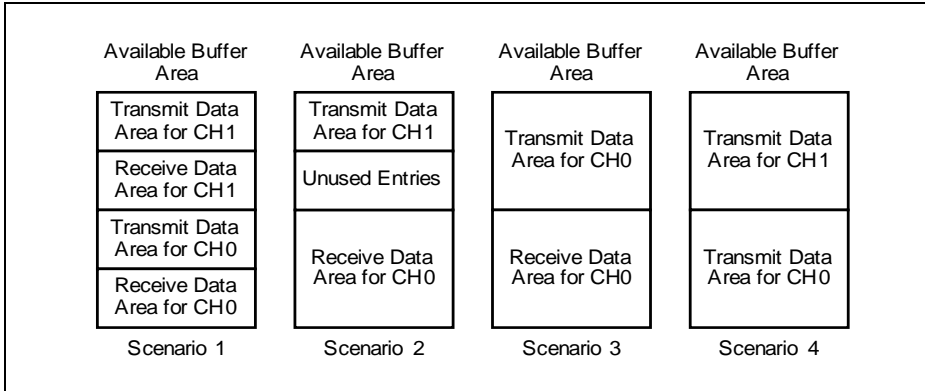 Available Buffer
Area
Transmit Data
Area for CH1
Receive Data
Area for CH1
Transmit Data
Area for CH0
Receive Data
Area for CH0
Scenario 1
Available Buffer
Area
Transmit Data
Area for CH1
Unused Entries
Receive Data
Area for CH0
Scenario 2
Available Buffer
Area
Transmit Data
Area for CH0
Receive Data
Area for CH0
Scenario 3
Available Buffer
Area
Transmit Data
Area for CH1
Transmit Data
Area for CH0
Scenario 4